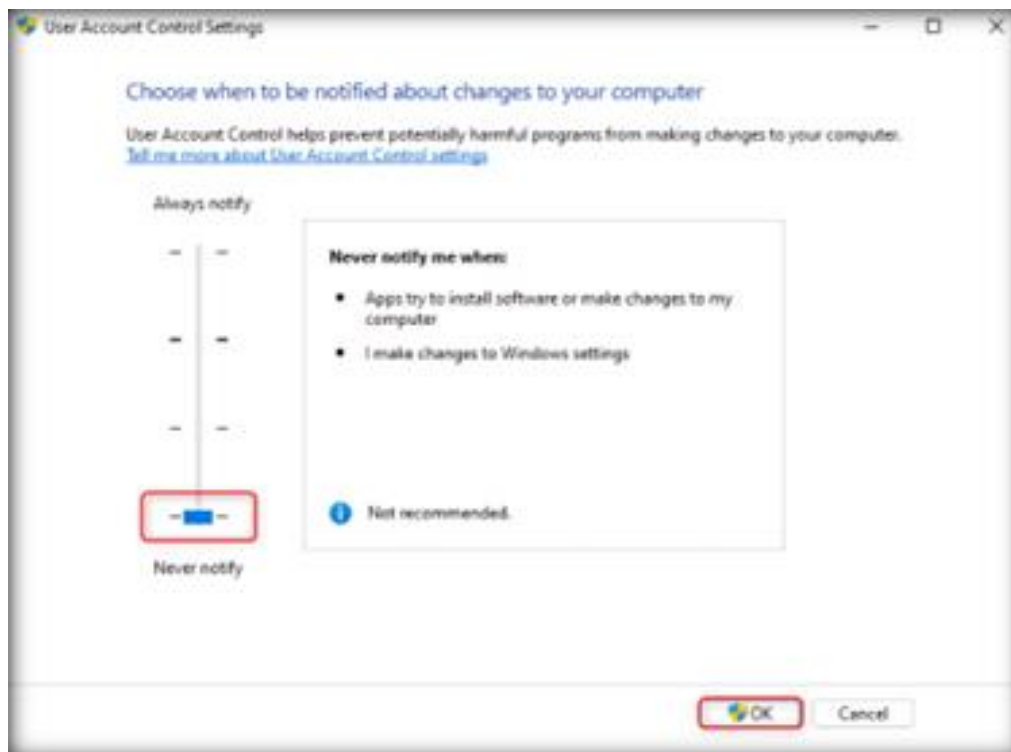 User Account Control Settings
Choose when to be notified about changes to your computer
User Account Control helps prevent potentially harmful programs from making changes to your computer.
Tell me more about User Account Control settings
Always notify
Never notify me when:
Apps try to install software or make changes to my
computer
I make changes to Windows settings
Not recommended.
Never notify
OK
Cancel